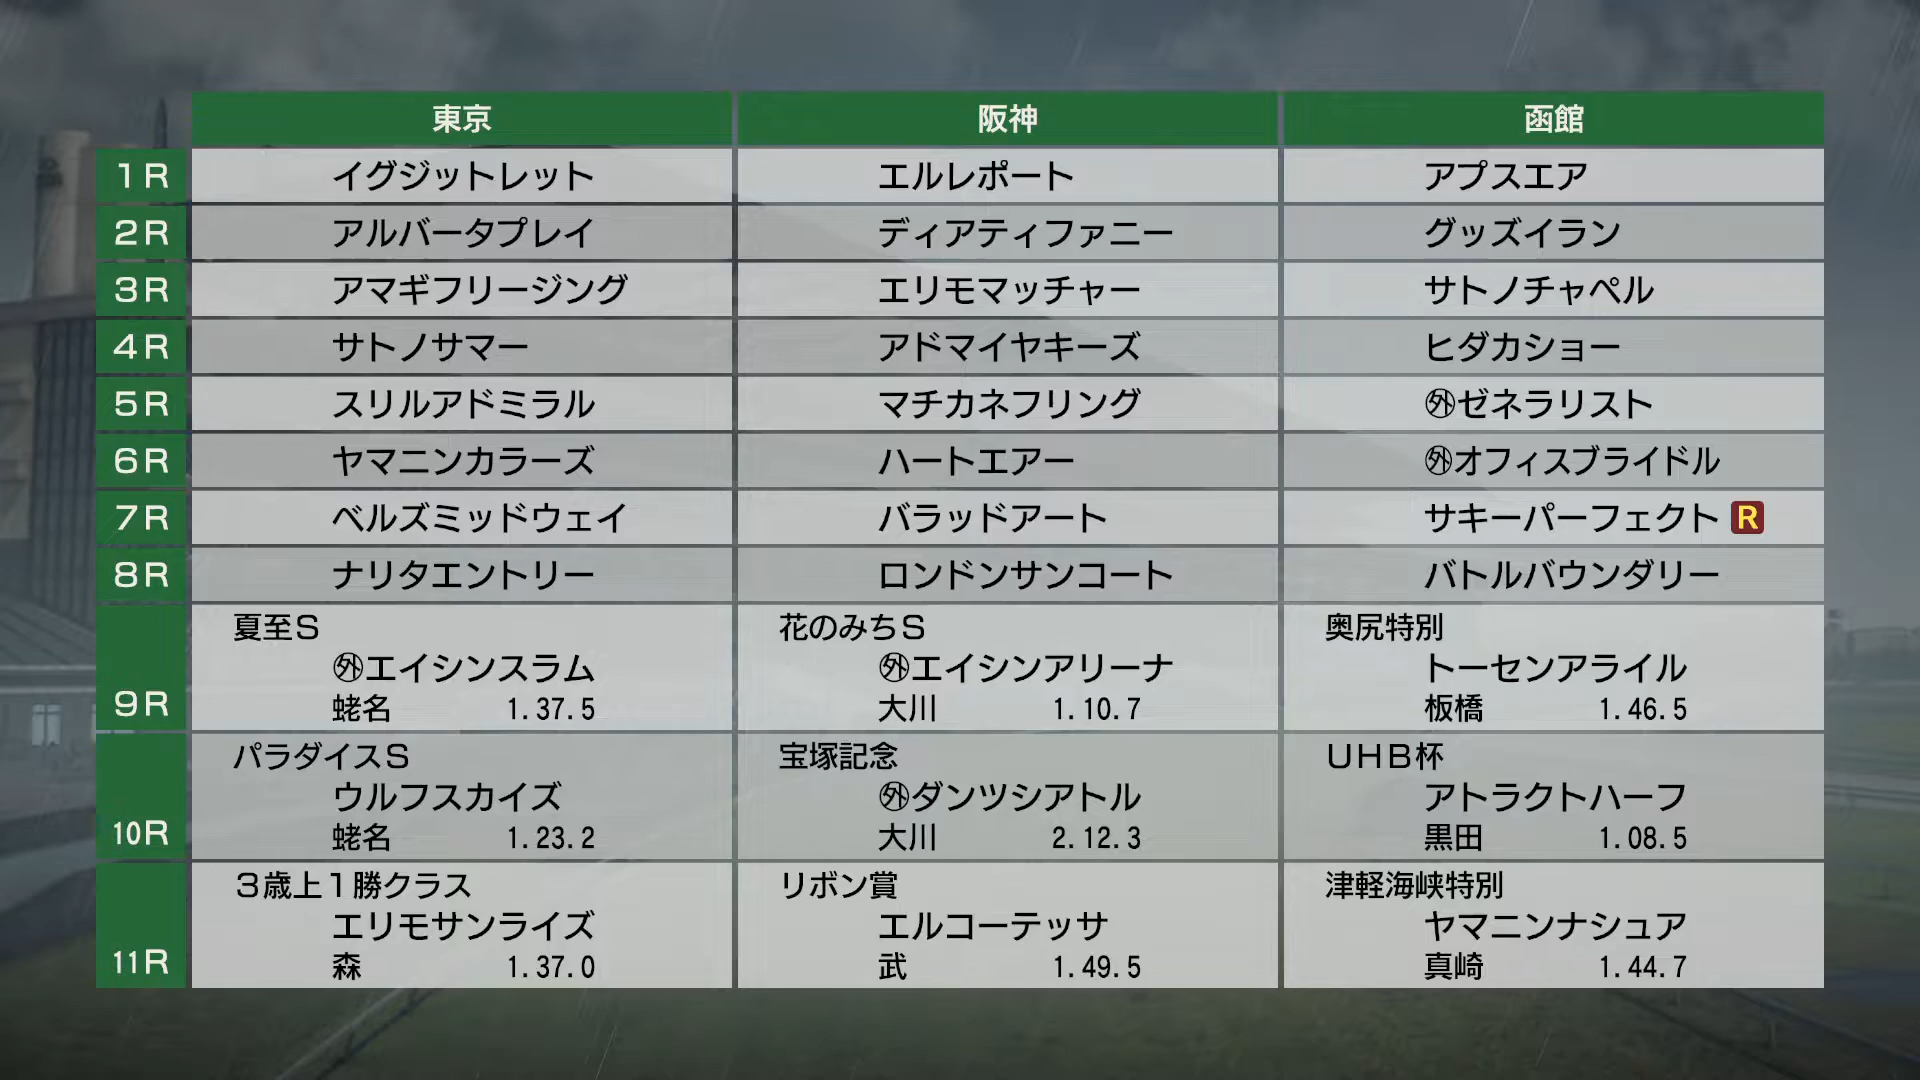 東京 阪神 函館
1R イグジットレット エルレポート アプスエア
2R アルバータプレイ ディアティファニー グッズイラン
3R アマギフリージング エリモマッチャー サトノチャペル
4R サトノサマー アドマイヤキーズ ヒダカショー
5R スリルアドミラル マチカネフリング ㊕ゼネラリスト
6R ヤマニンカラーズ ハートエアー 外オフィスブライドル
7R ベルズミッドウェイ バラッドアート サキーパーフェクト R
8R ナリタエントリー ロンドンサンコート バトルバウンダリー
夏至S 花のみちS 奥尻特別
外エイシンスラム 外エイシンアリーナ トーセンアライル
9R 蛯名 1.37.5 大川 1.10.7 板橋 1.46.5
パラダイスS 宝塚記念 UHB杯
ウルフスカイズ 外ダンツシアトル アトラクトハーフ
10R 蛯名 1.23.2 大川 2.12.3 黒田 1.08.5
3歳上1勝クラス リボン賞 津軽海峡特別
エリモサンライズ エルコーテッサ ヤマニンナシュア
11R 森 1.37.0 武 1.49.5 真崎 1.44.7